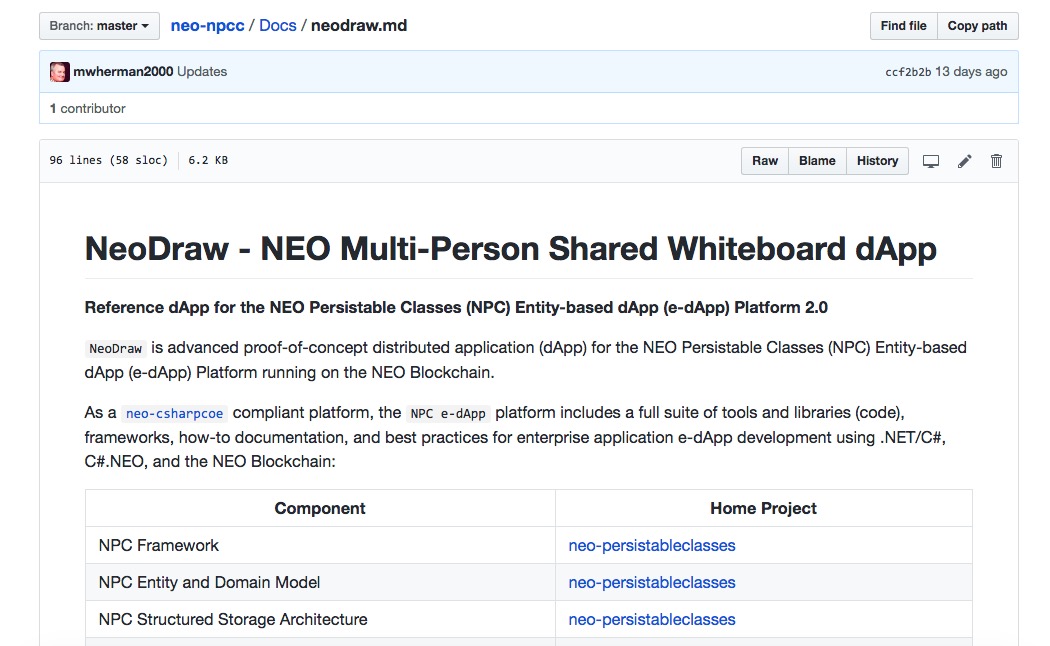 Branch: master neo-npcc / Docs / neodraw.md Find file Copy path
mwherman2000 Updates ccf2b2b 13 days ago
1 contributor
96 lines (58 sloc) 6.2 KB Raw Blame History
NeoDraw - NEO Multi-Person Shared Whiteboard dApp
Reference dApp for the NEO Persistable Classes (NPC) Entity-based dApp (e-dApp) Platform 2.0
NeoDraw is advanced proof-of-concept distributed application (dApp) for the NEO Persistable Classes (NPC) Entity-based
dApp (e-dApp) Platform running on the NEO Blockchain.
As a neo-csharpcoe compliant platform, the NPC e-dApp platform includes a full suite of tools and libraries (code),
frameworks, how-to documentation, and best practices for enterprise application e-dApp development using .NET/C#,
C#.NEO, and the NEO Blockchain:
Component Home Project
NPC Framework neo-persistableclasses
NPC Entity and Domain Model neo-persistableclasses
NPC Structured Storage Architecture neo-persistableclasses